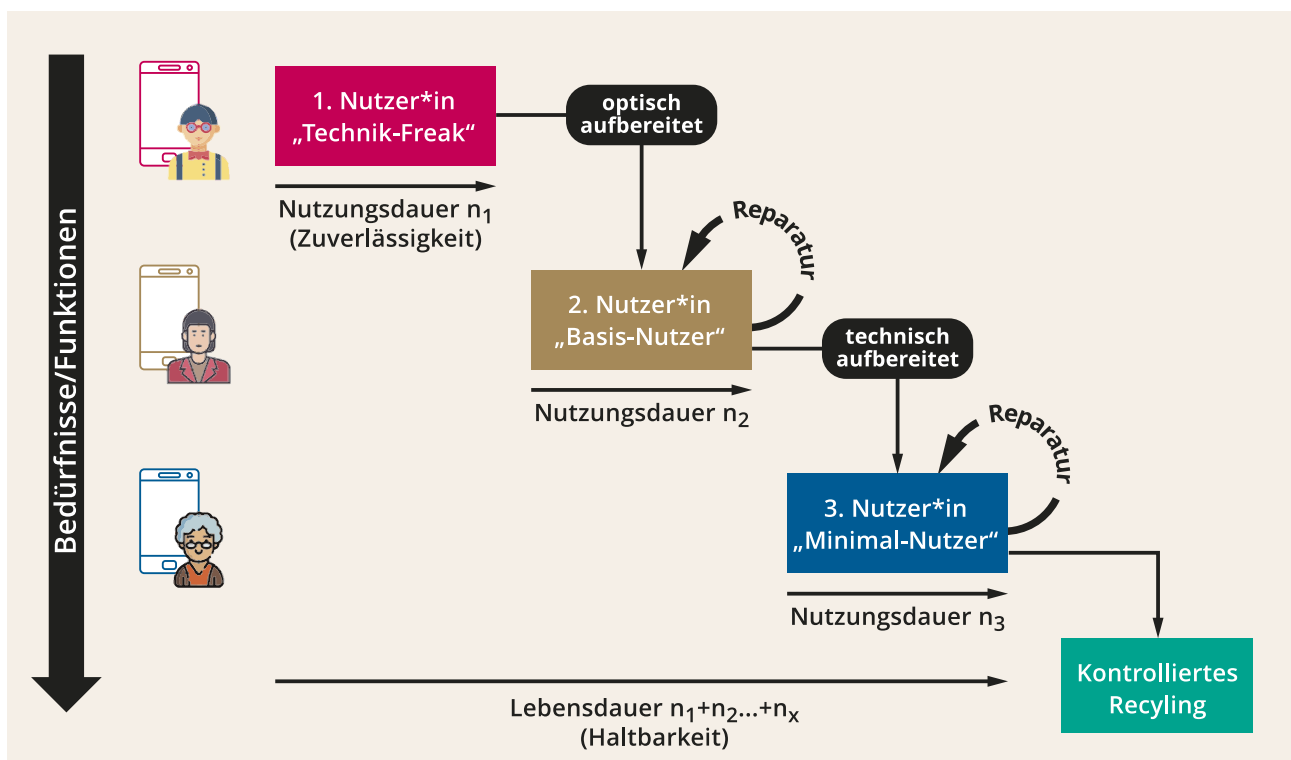 Bedürfnisse/Funktionen
1. Nutzer*in
„Technik-Freak“
optisch
aufbereitet
Nutzungsdauer n₁
(Zuverlässigkeit)
Reparatur
2. Nutzer*in
„Basis-Nutzer“
technisch
aufbereitet
Nutzungsdauer n₂
Reparatur
3. Nutzer*in
„Minimal-Nutzer“
Nutzungsdauer n₃
Kontrolliertes
Recyling
Lebensdauer n₁+n₂...+nₓ
(Haltbarkeit)